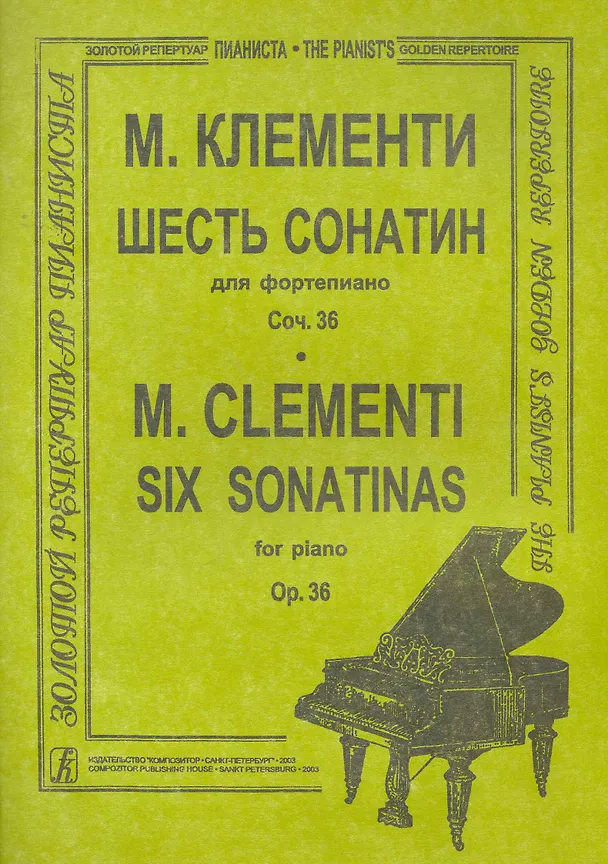 ЗОЛОТОЙ РЕПЕРТУАР ПИАНИСТА • THE PIANIST'S GOLDEN REPERTOIRE
ЗОЛОТОЙ РЕПЕРТУАР ПИАНИСТА
THE PIANIST'S GOLDEN REPERTOIRE
М. КЛЕМЕНТИ
ШЕСТЬ СОНАТИН
для фортепиано
Соч. 36
•
M. CLEMENTI
SIX SONATINAS
for piano
Op. 36
ИЗДАТЕЛЬСТВО "КОМПОЗИТОР • САНКТ-ПЕТЕРБУРГ" • 2003
COMPOZITOR PUBLISHING HOUSE • SANKT PETERSBURG • 2003